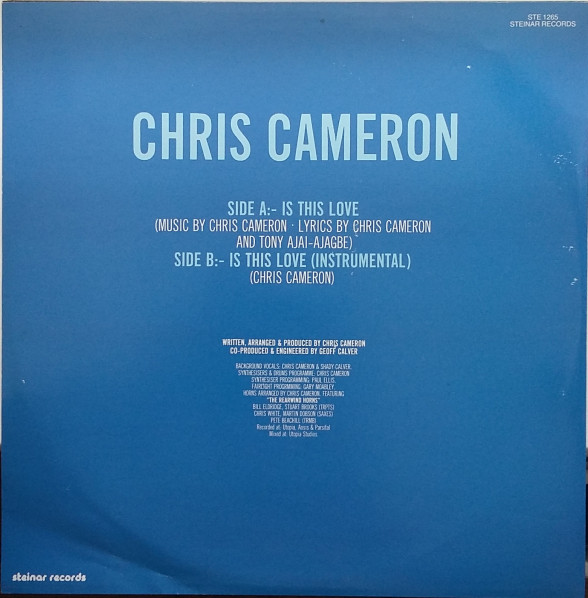 STE 1265
STEINAR RECORDS
CHRIS CAMERON
SIDE A:- IS THIS LOVE
(MUSIC BY CHRIS CAMERON · LYRICS BY CHRIS CAMERON
AND TONY AJAI-AJAGBE)
SIDE B:- IS THIS LOVE (INSTRUMENTAL)
(CHRIS CAMERON)
WRITTEN, ARRANGED & PRODUCED BY CHRIS CAMERON
CO-PRODUCED & ENGINEERED BY GEOFF CALVER
BACKGROUND VOCALS: CHRIS CAMERON & SHADY CALVER.
SYNTHESISERS & DRUMS PROGRAMME: CHRIS CAMERON
SYNTHESISER PROGRAMMING, PAUL ELLIS,
FAIRLIGHT PROGRAMMING, GARY MOABLEY.
HORNS ARRANGED BY CHRIS CAMERON, FEATURING
"THE REARWIND HORNS"
BILL ELDRIDGE, STUART BROOKS (TRPTS)
CHRIS WHITE, MARTIN DOBSON (SAXES)
PETE BEACHILL (TRMB)
Recorded at: Utopia, Abbey & Parsifal
Mixed at: Utopia Studios
steinar records